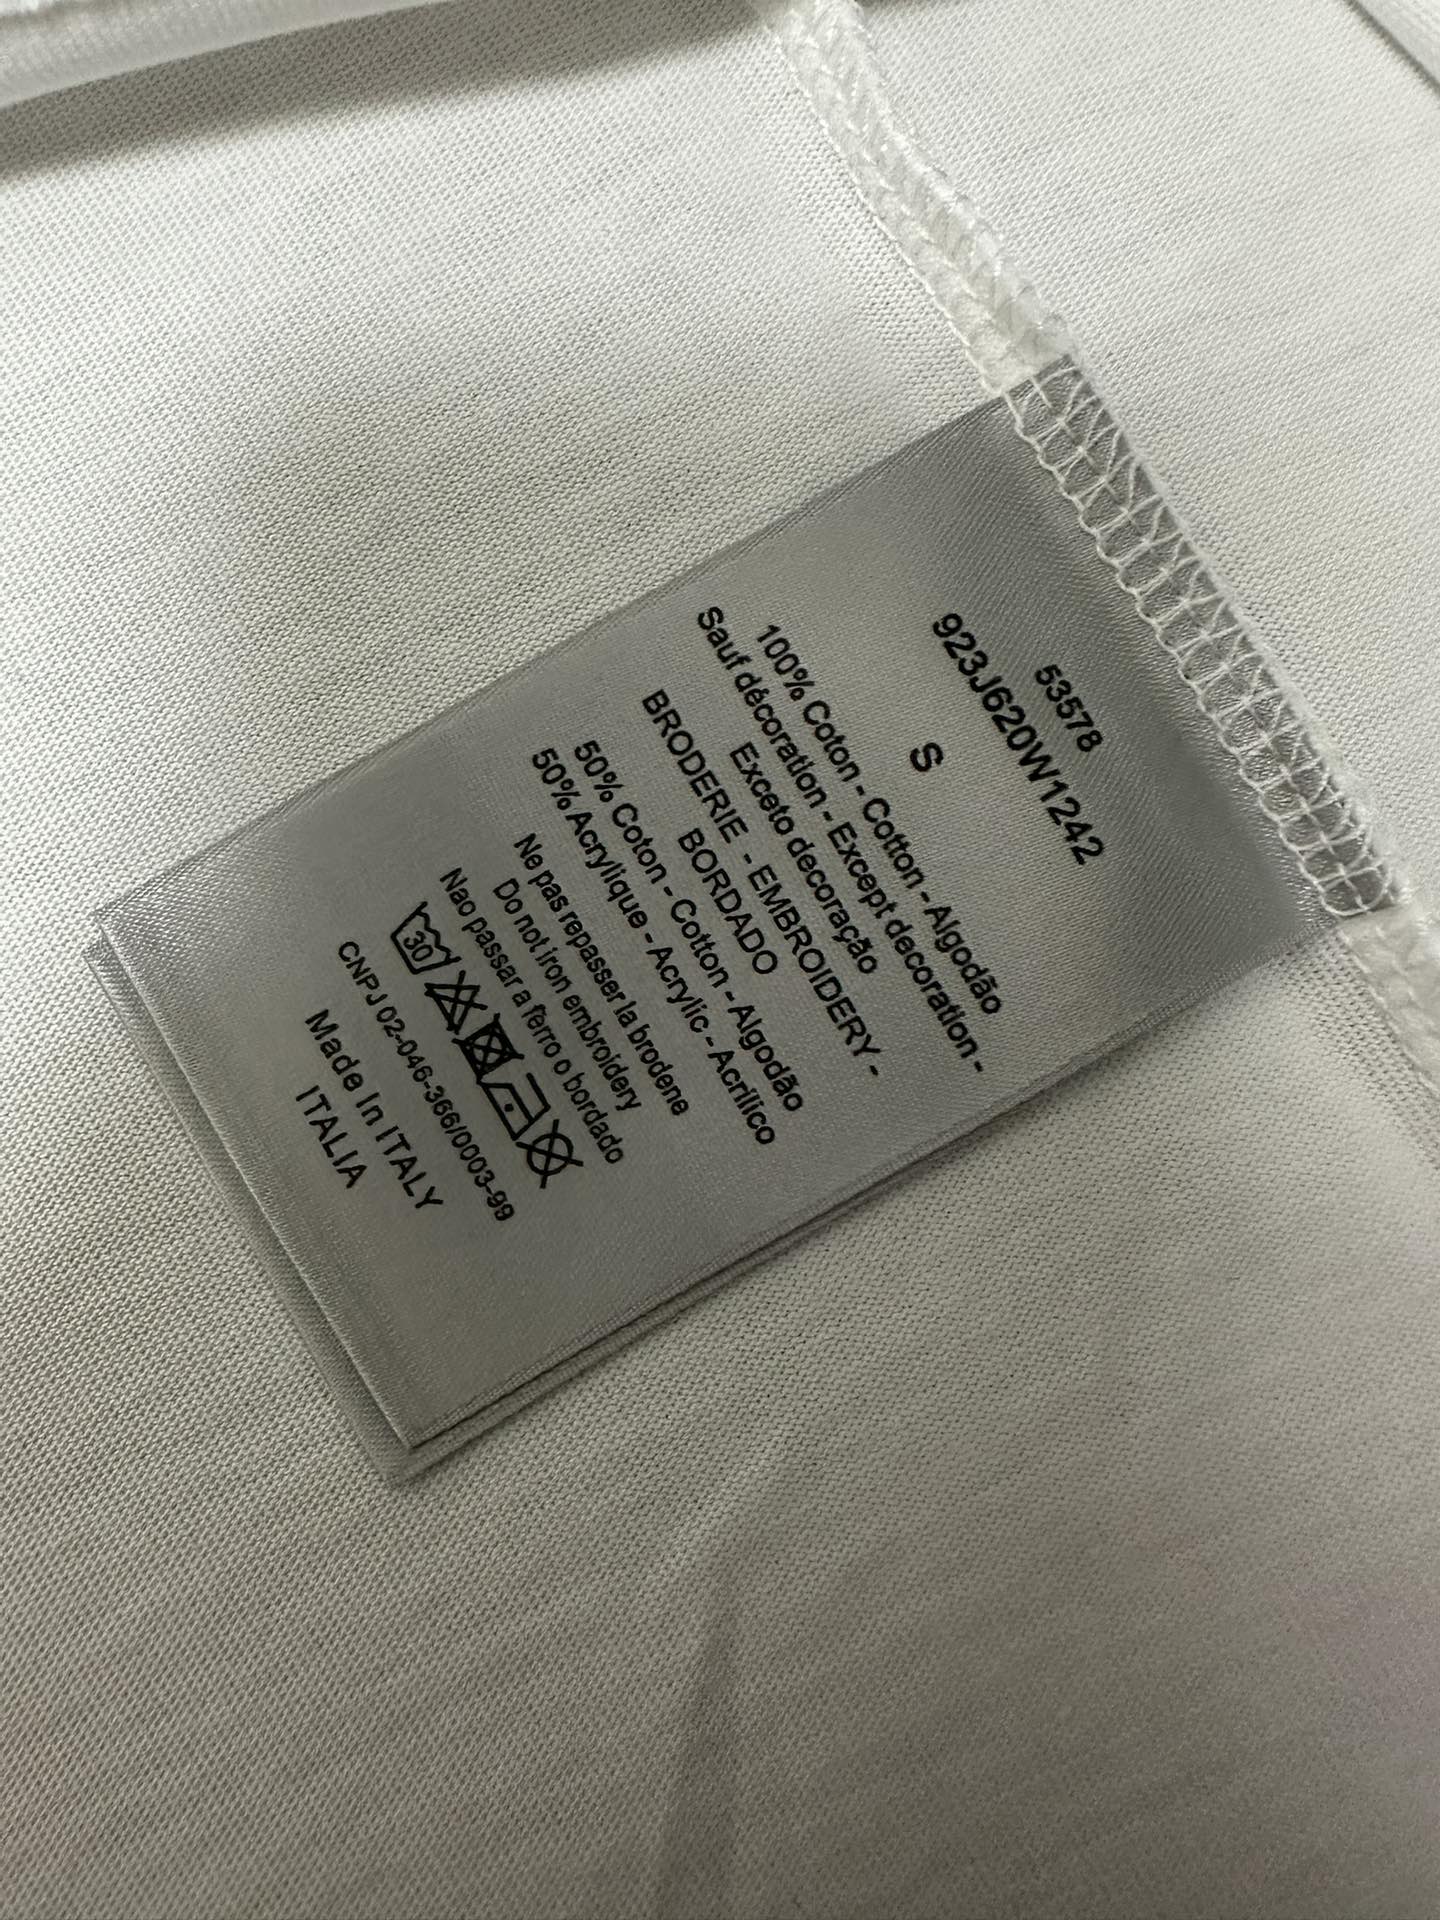 53578
923J620W1242
S
100% Coton - Cotton - Algodão
Sauf décoration - Except decoration -
Exceto decoração
BRODERIE - EMBROIDERY -
BORDADO
50% Coton - Cotton - Algodão
50% Acrylique - Acrylic - Acrílico
Ne pas repasser la brodene
Do not iron embroidery
Nao passar a ferro o bordado
30
CNPJ 02-046-366/0003-99
Made In ITALY
ITALIA